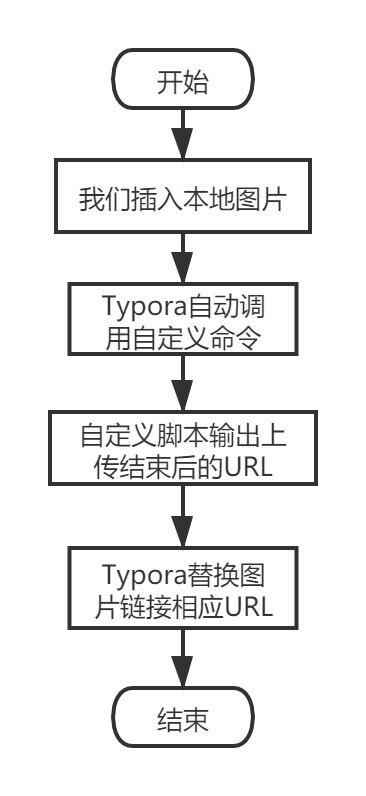 开始
我们插入本地图片
Typora自动调
用自定义命令
自定义脚本输出上
传结束后的URL
Typora替换图
片链接相应URL
结束